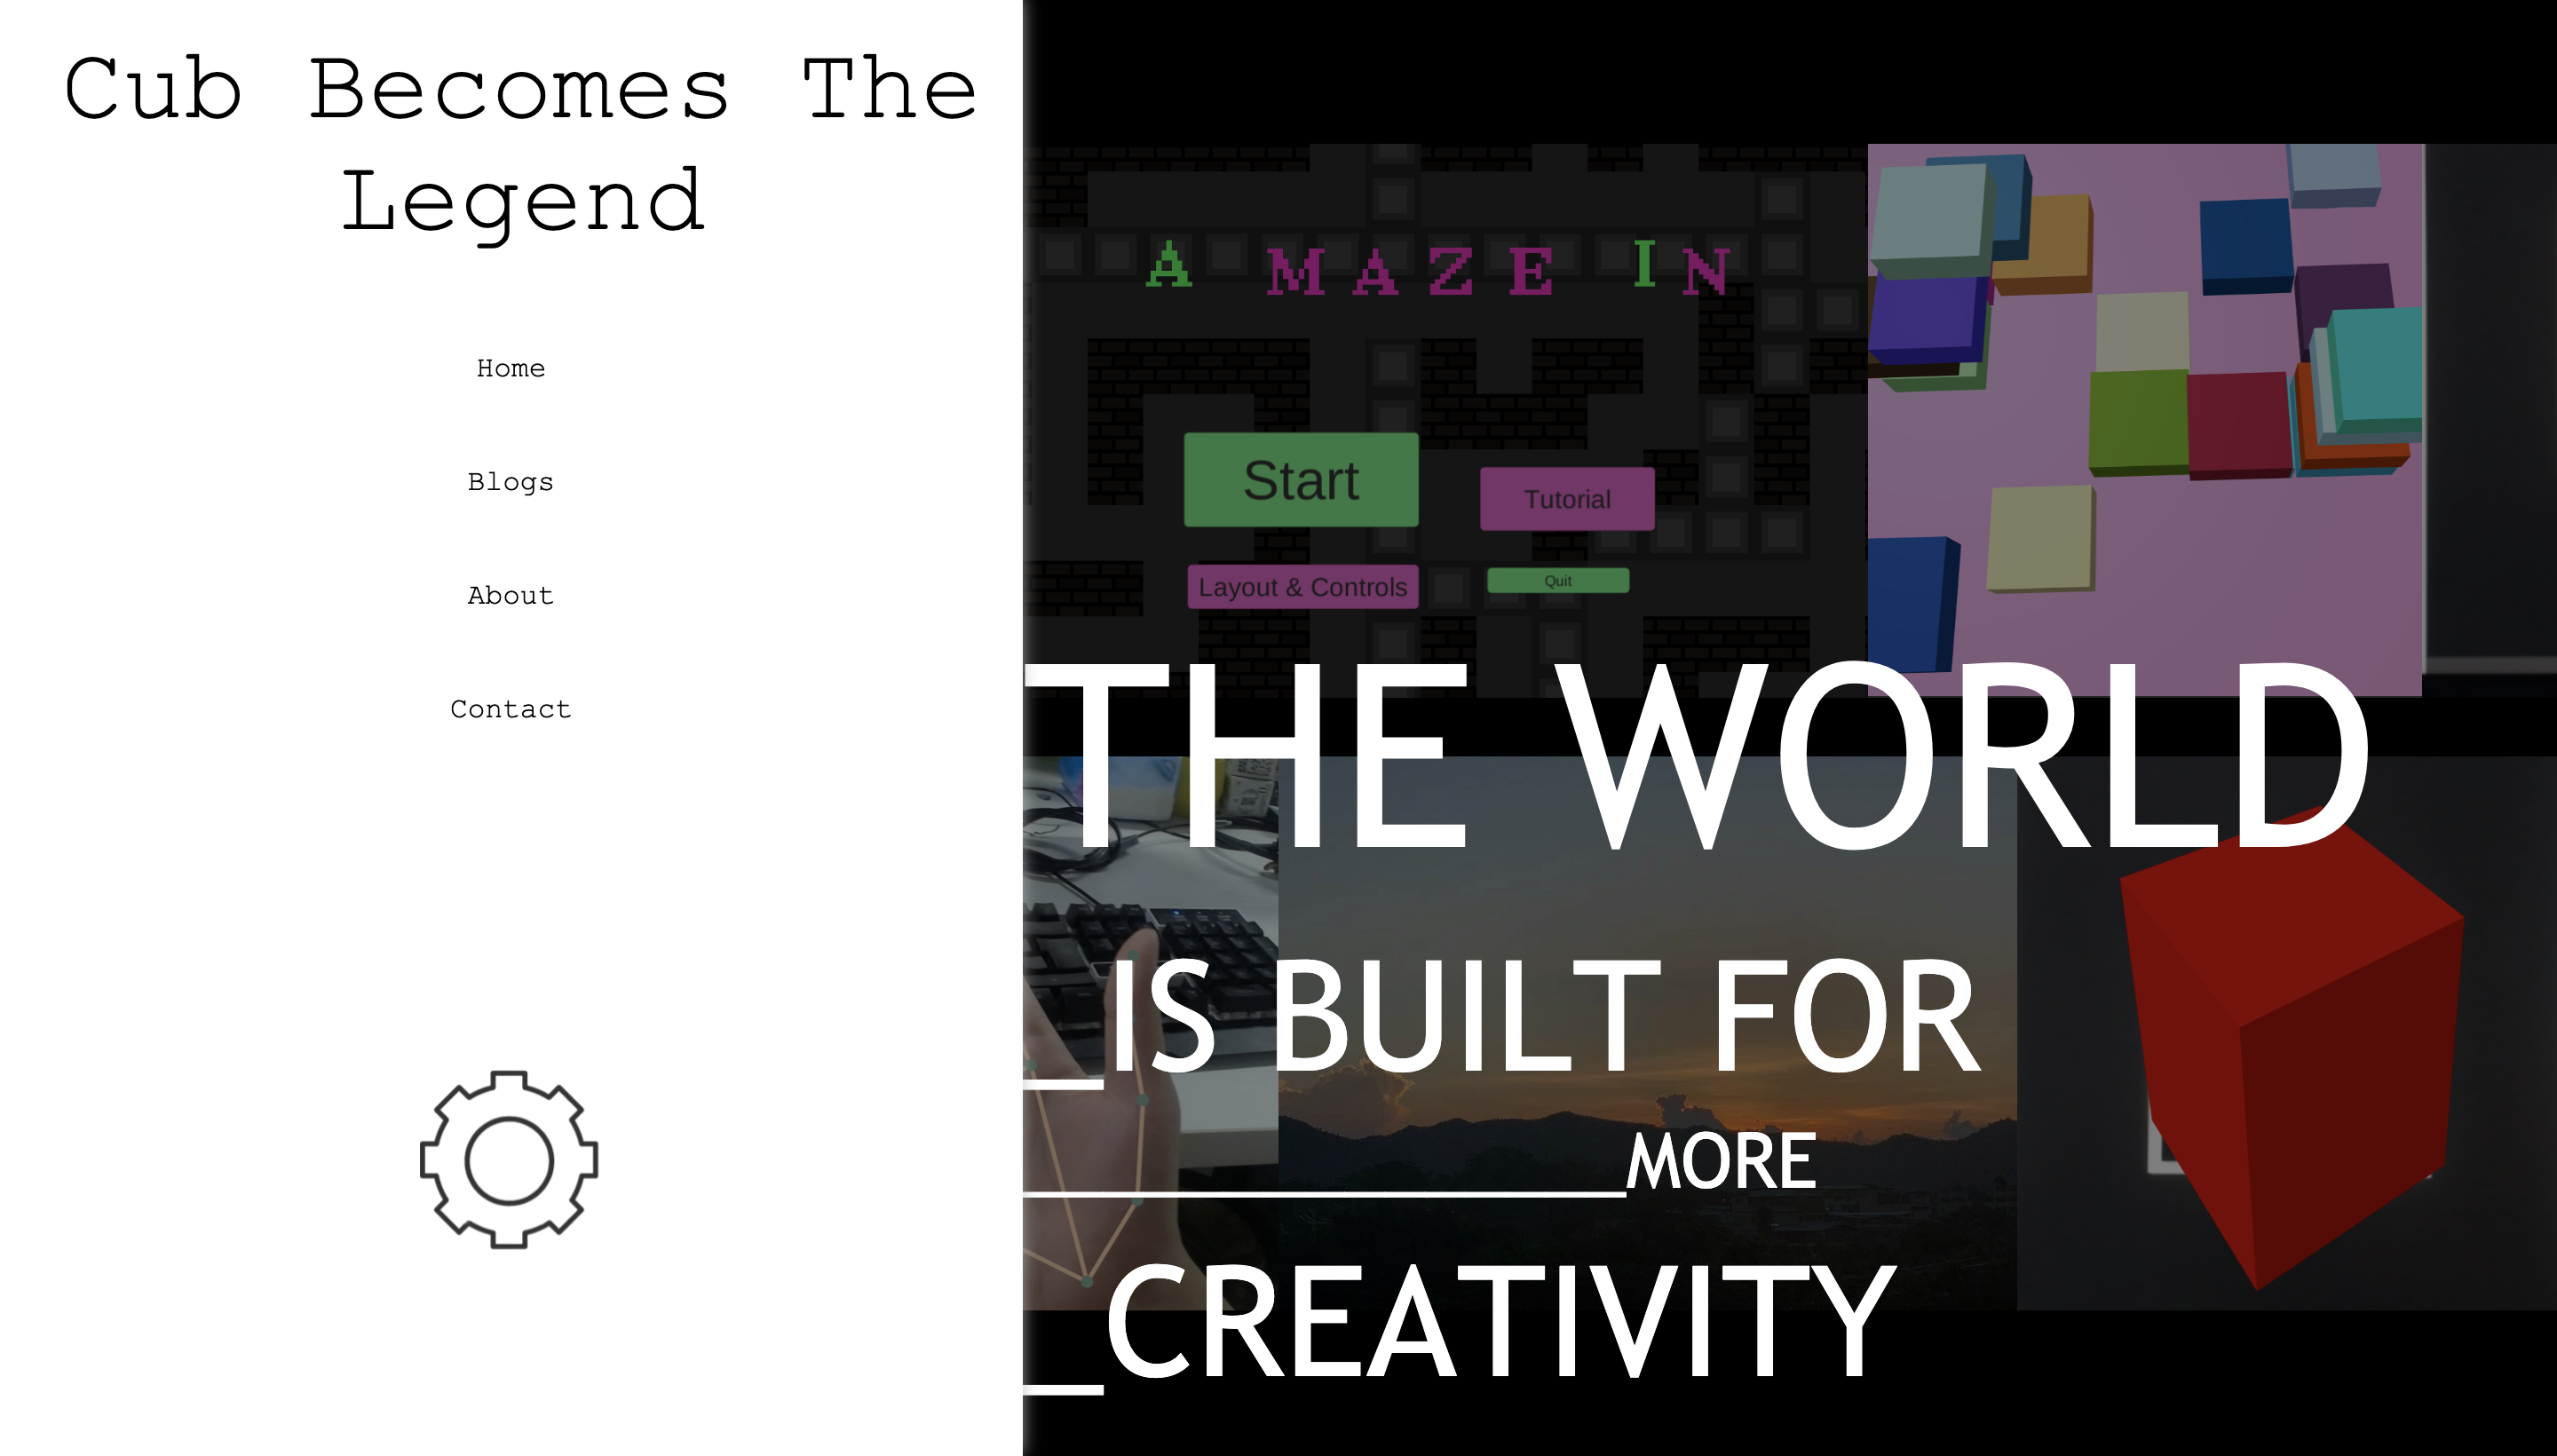 Cub Becomes The
Legend
Home
Blogs
About
Contact
A MAZE IN
Start
Tutorial
Layout & Controls
Quit
THE WORLD
_IS BUILT FOR
_______________MORE
_CREATIVITY